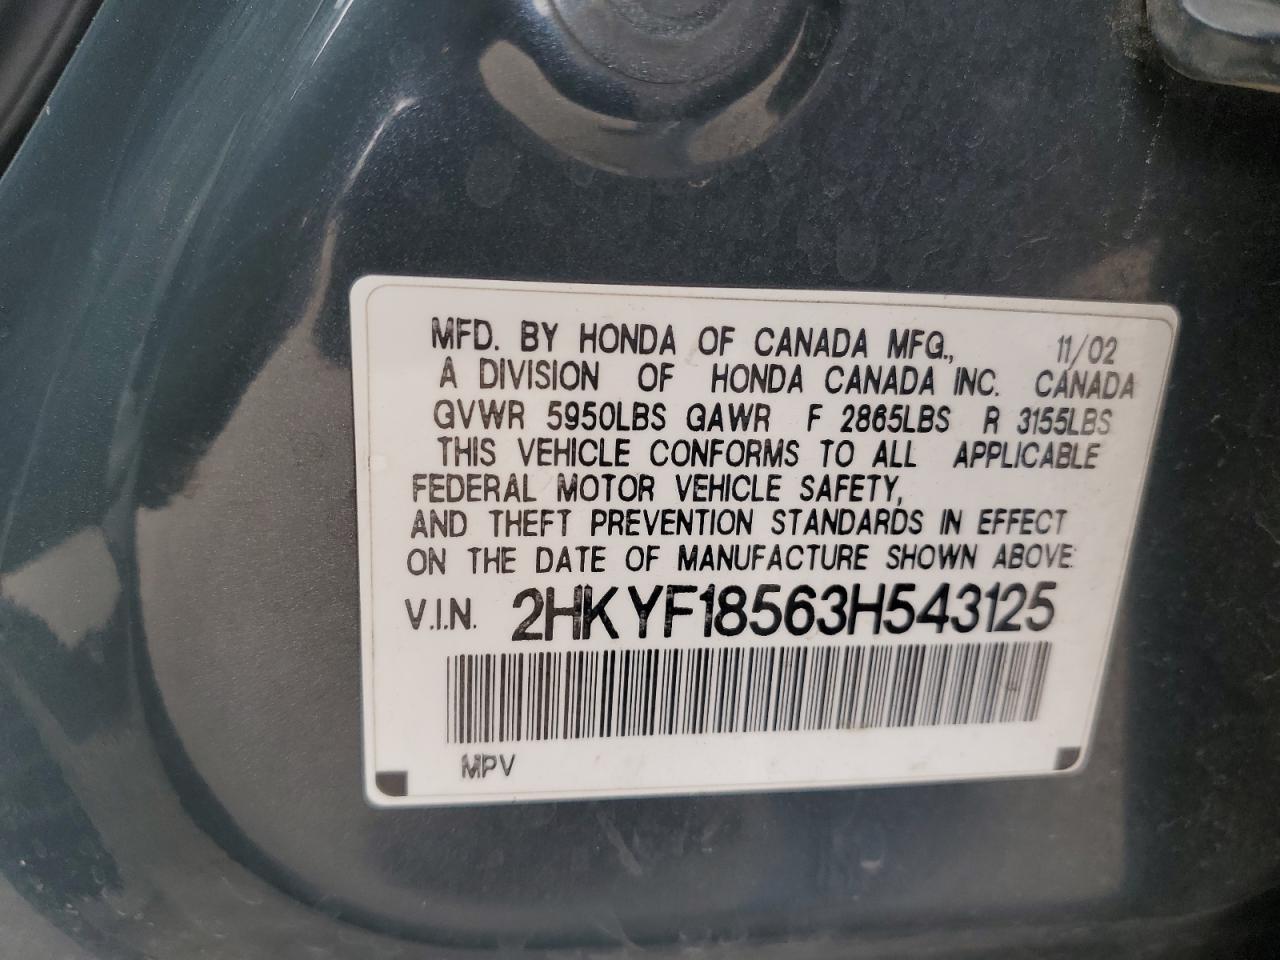 MFD. BY HONDA OF CANADA MFG., 11/02
A DIVISION OF HONDA CANADA INC. CANADA
GVWR 5950LBS GAWR F 2865LBS R 3155LBS
THIS VEHICLE CONFORMS TO ALL APPLICABLE
FEDERAL MOTOR VEHICLE SAFETY,
AND THEFT PREVENTION STANDARDS IN EFFECT
ON THE DATE OF MANUFACTURE SHOWN ABOVE.
V.I.N. 2HKYF18563H543125
MPV